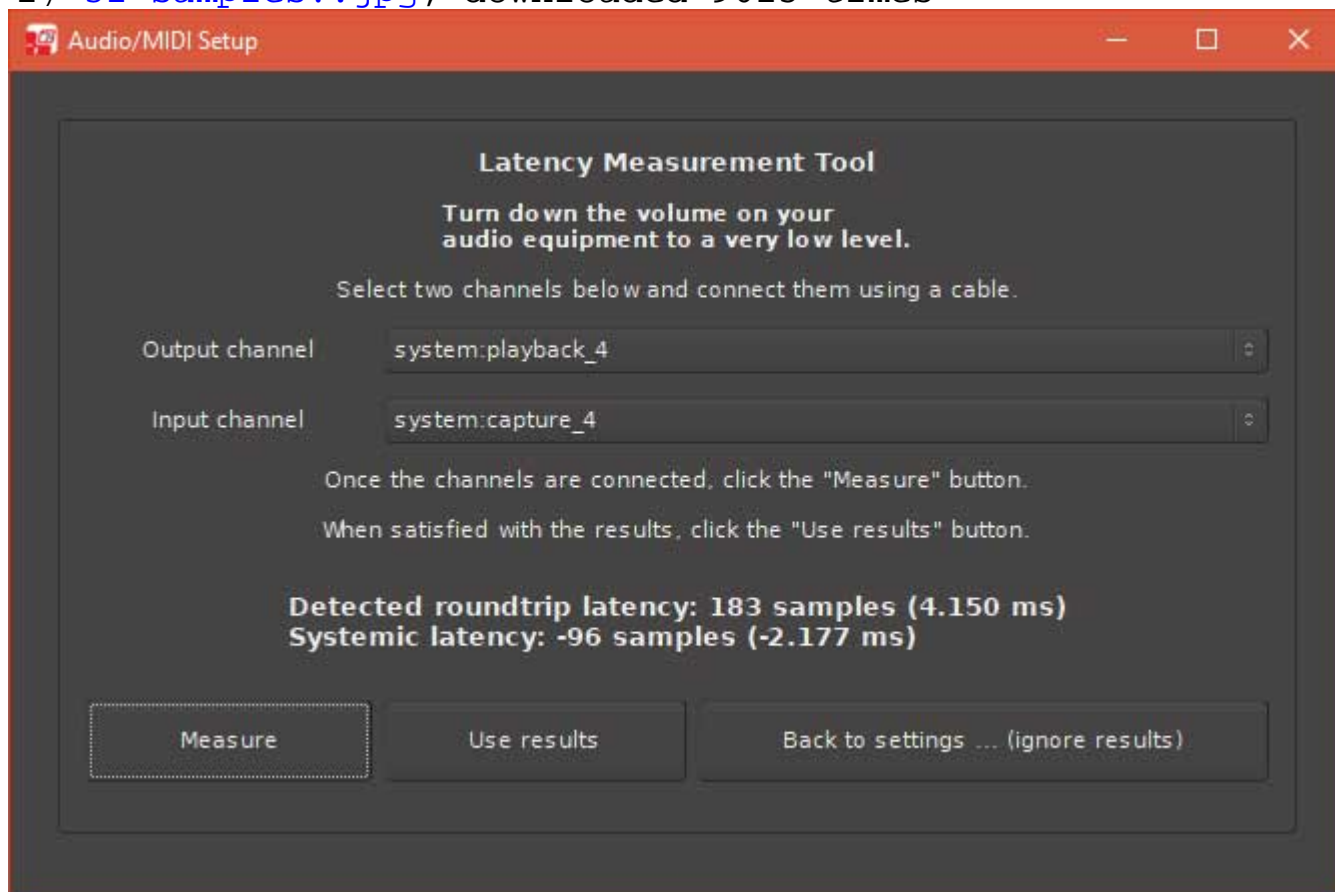 Audio/MIDI Setup
Latency Measurement Tool
Turn down the volume on your
audio equipment to a very low level.
Select two channels below and connect them using a cable.
Output channel system:playback_4
Input channel system:capture_4
Once the channels are connected, click the "Measure" button.
When satisfied with the results, click the "Use results" button.
Detected roundtrip latency: 183 samples (4.150 ms)
Systemic latency: -96 samples (-2.177 ms)
Measure Use results Back to settings ... (ignore results)